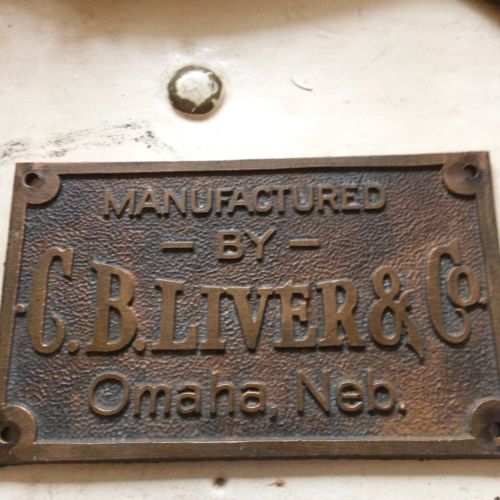 MANUFACTURED
— BY —
C.B.LIVER & Co.
Omaha, Neb.